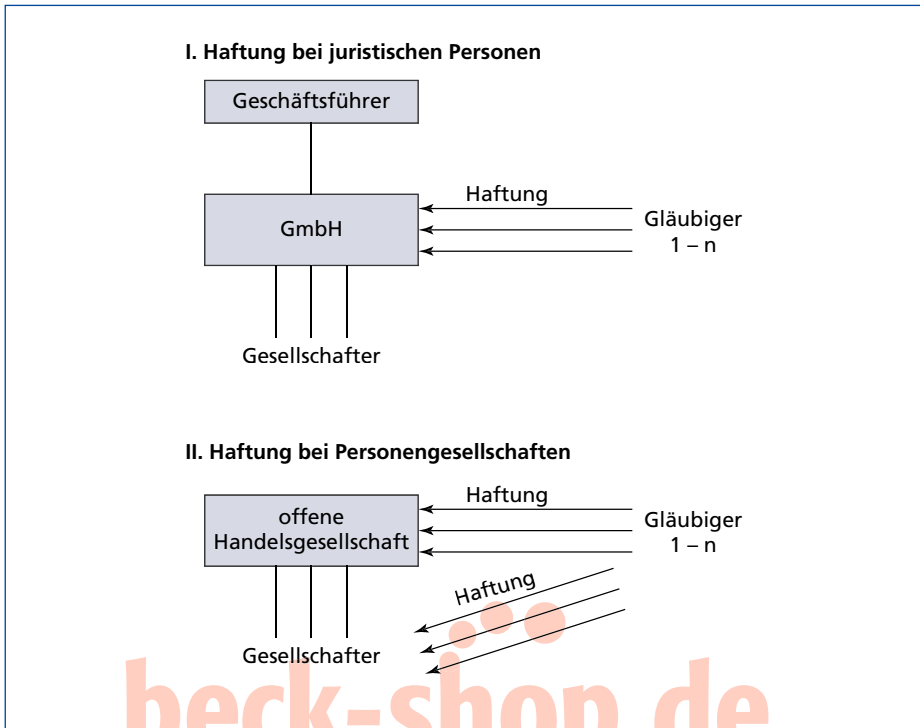 I. Haftung bei juristischen Personen
Geschäftsführer
Haftung
GmbH
Gläubiger
1 – n
Gesellschafter
II. Haftung bei Personengesellschaften
Haftung
offene
Handelsgesellschaft
Gläubiger
1 – n
Haftung
Gesellschafter
beck-shop.de